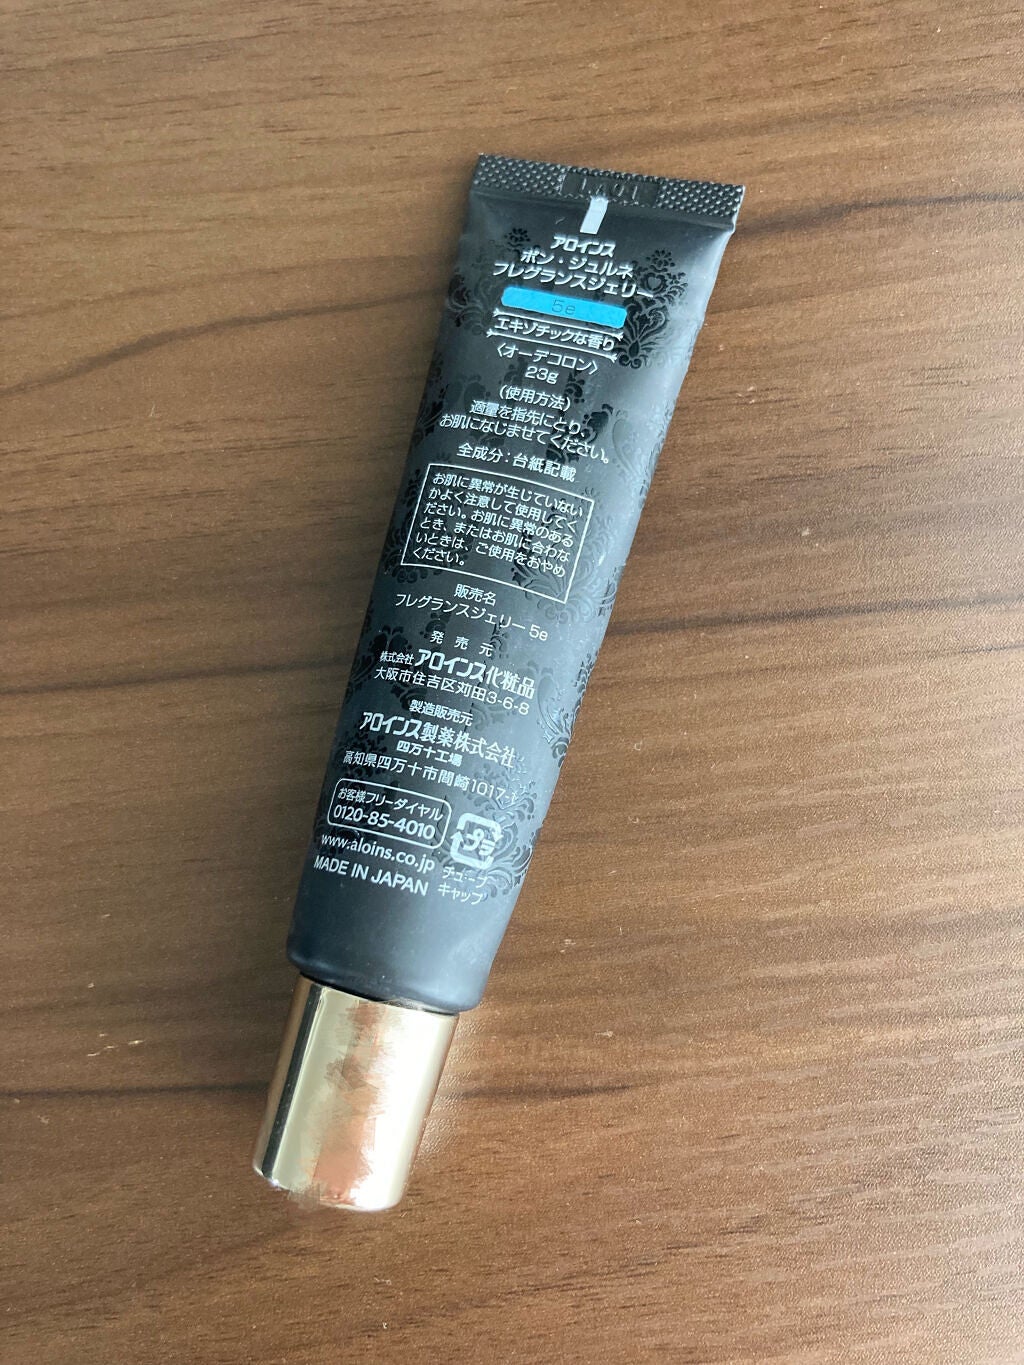 1401
アロインス
ボン・ジュルネ
フレグランスジェリー
5e
エキゾチックな香り
〈オーデコロン〉
23g
(使用方法)
適量を指先にとり、
お肌になじませてください。
全成分：台紙記載
お肌に異常が生じていない
かよく注意して使用してく
ださい。お肌に異常のある
とき、またはお肌に合わな
いときは、ご使用をおやめ
ください。
販売名
フレグランスジェリー 5e
発 売 元
株式会社アロインス化粧品
大阪市住吉区苅田3-6-8
製造販売元
アロインス製薬株式会社
四万十工場
高知県四万十市間崎1017-1
お客様フリーダイヤル
0120-85-4010
www.aloins.co.jp
MADE IN JAPAN
プラ
チューブ
キャップ